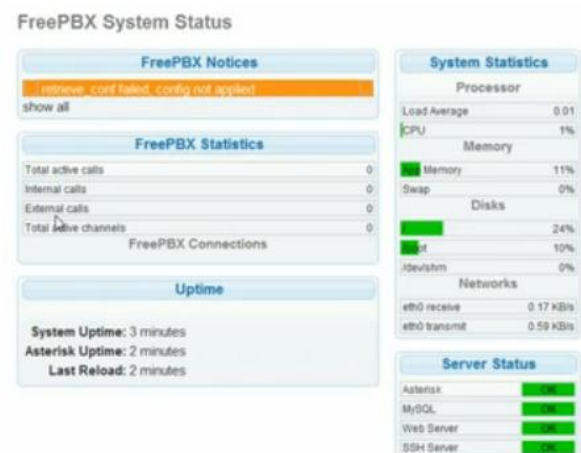 FreePBX System Status
FreePBX Notices
retrieve_conf failed, config not applied
show all
FreePBX Statistics
Total active calls 0
Internal calls 0
External calls 0
Total active channels 0
FreePBX Connections
Uptime
System Uptime: 3 minutes
Asterisk Uptime: 2 minutes
Last Reload: 2 minutes
System Statistics
Processor
Load Average 0.01
CPU 1%
Memory
App Memory 11%
Swap 0%
Disks
/ 24%
/boot 10%
/dev/shm 0%
Networks
eth0 receive 0.17 KB/s
eth0 transmit 0.59 KB/s
Server Status
Asterisk OK
MySQL OK
Web Server OK
SSH Server OK